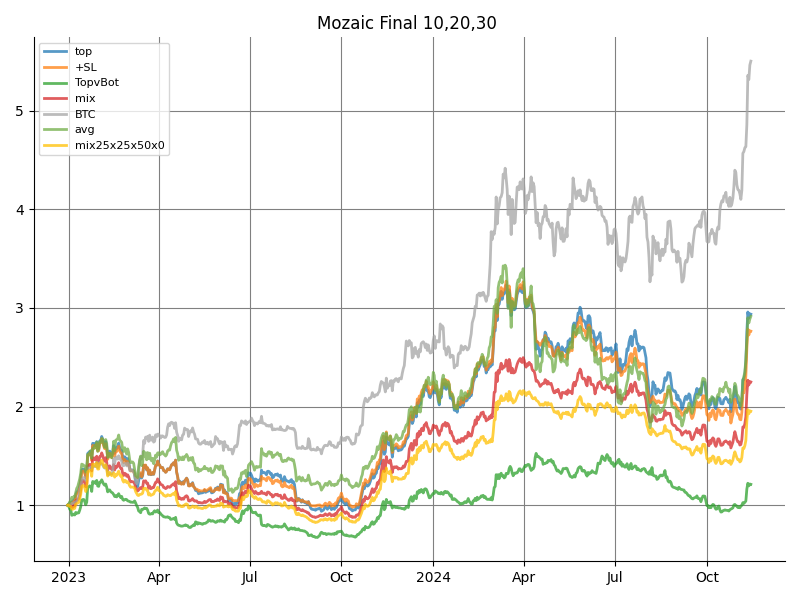 Mozaic Final 10,20,30
top
+SL
TopvBot
mix
BTC
avg
mix25x25x50x0
5
4
3
2
1
2023 Apr Jul Oct 2024 Apr Jul Oct